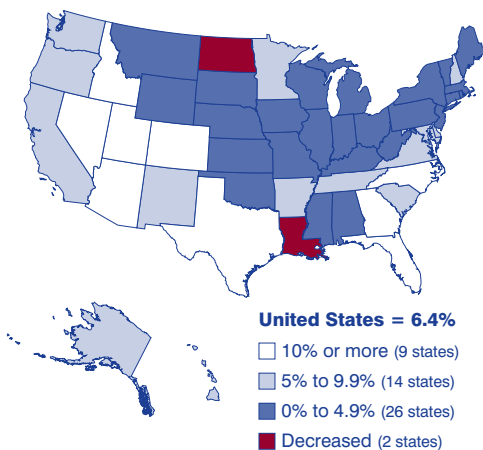 United States = 6.4%
10% or more (9 states)
5% to 9.9% (14 states)
0% to 4.9% (26 states)
Decreased (2 states)